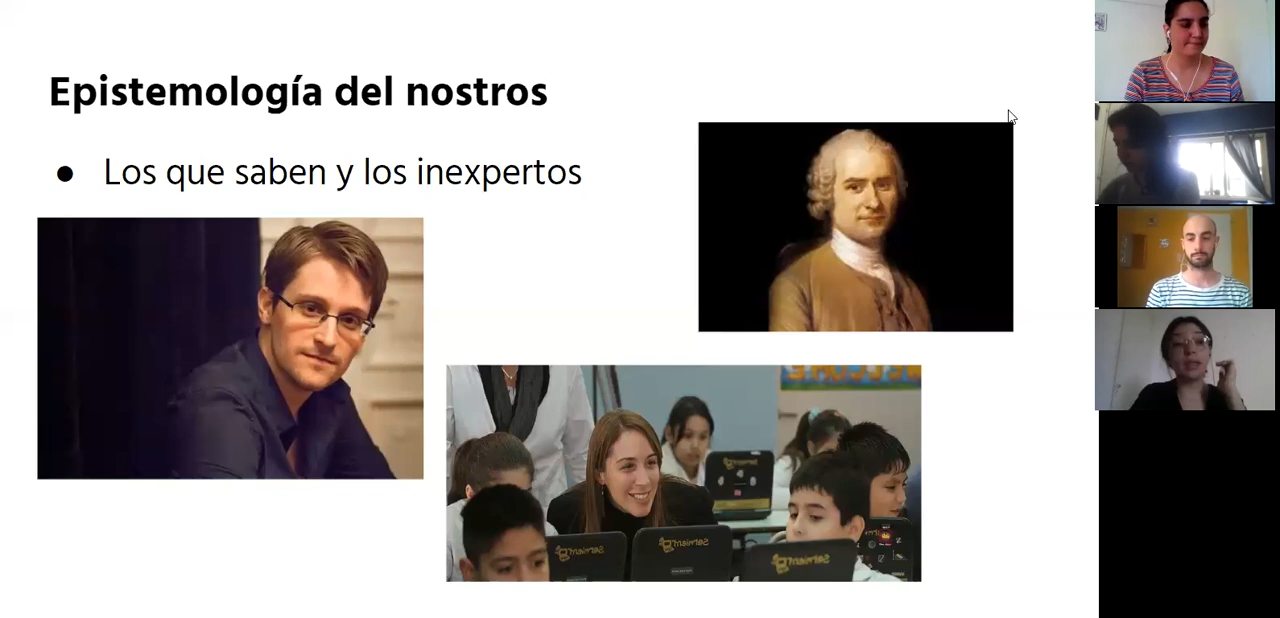 Epistemología del nostros
● Los que saben y los inexpertos